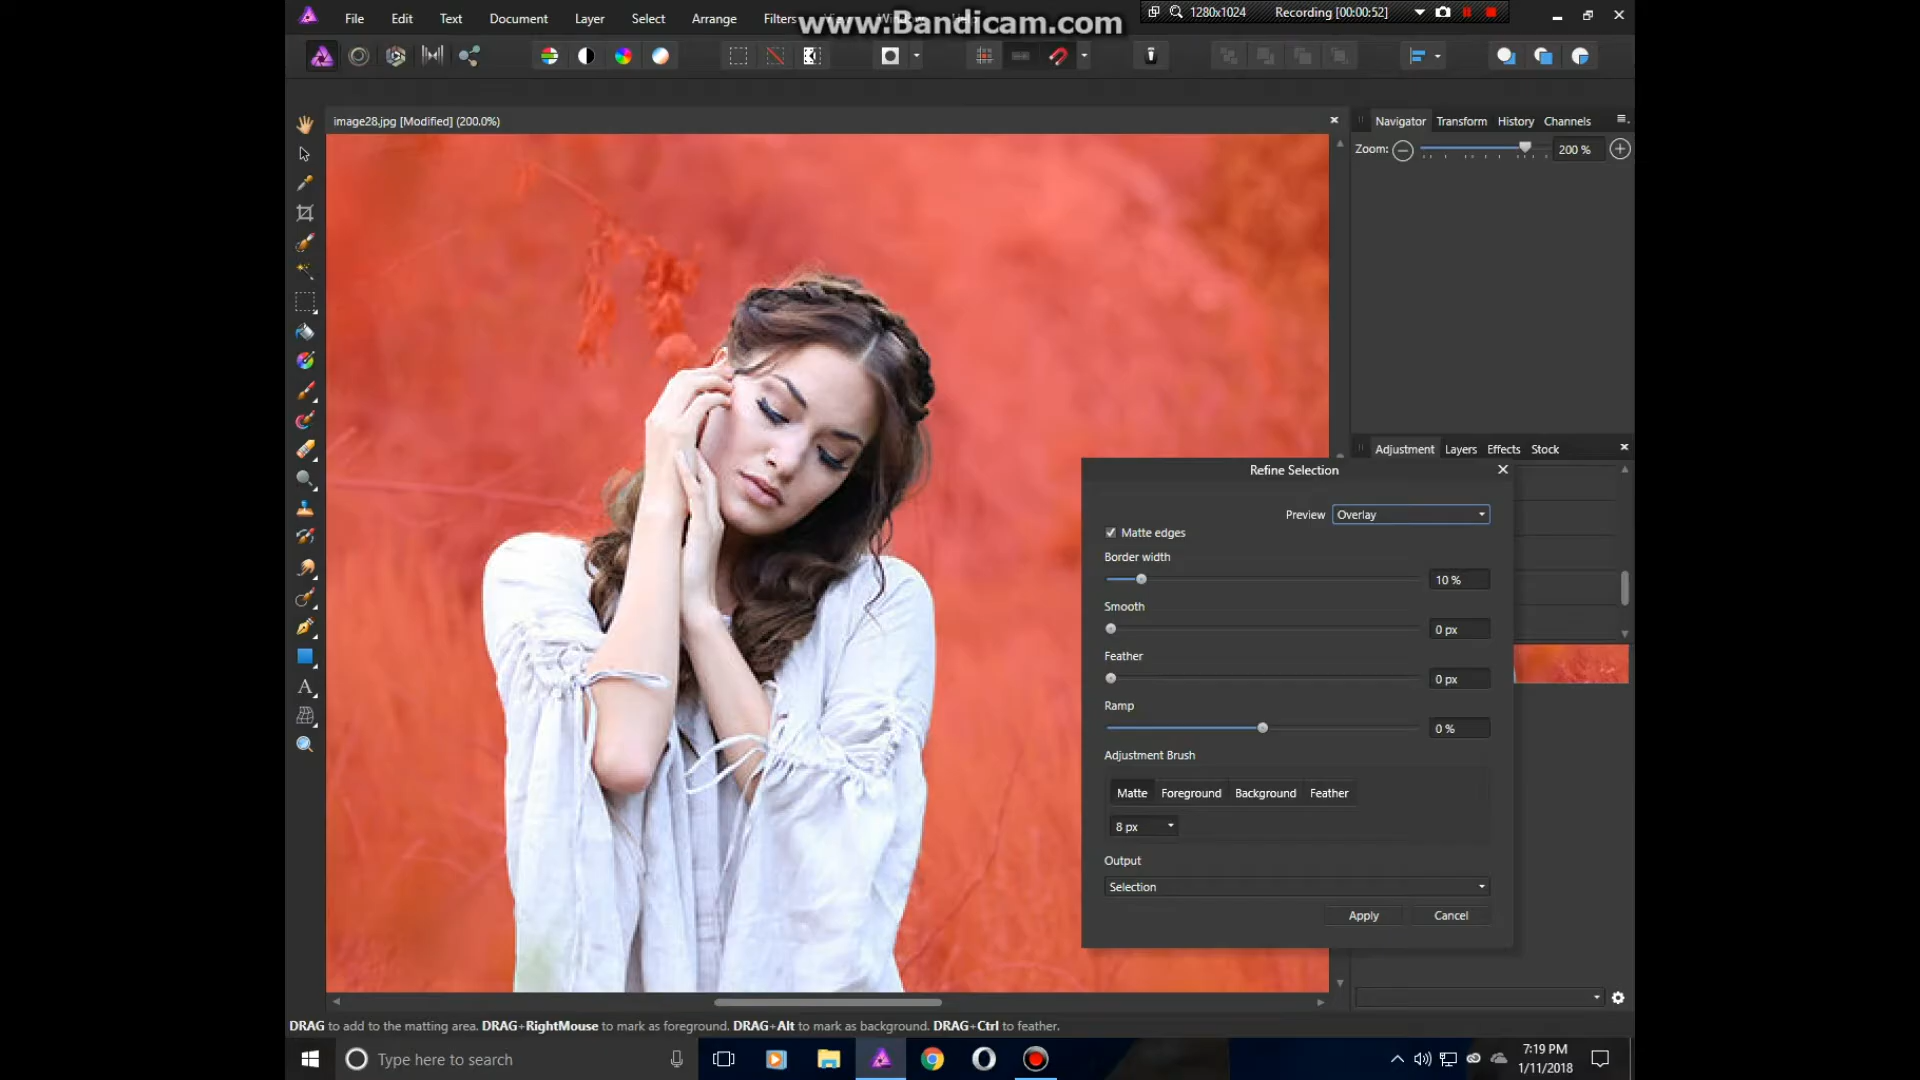 File Edit Text Document Layer Select Arrange Filters
www.Bandicam.com
1280x1024 Recording [00:00:52]
image28.jpg [Modified] (200.0%)
Navigator Transform History Channels
Zoom: 200 %
Adjustment Layers Effects Stock
Refine Selection
Preview Overlay
Matte edges
Border width
10 %
Smooth
0 px
Feather
0 px
Ramp
0 %
Adjustment Brush
Matte Foreground Background Feather
8 px
Output
Selection
Apply Cancel
DRAG to add to the matting area. DRAG+RightMouse to mark as foreground. DRAG+Alt to mark as background. DRAG+Ctrl to feather.
Type here to search
7:19 PM
1/11/2018